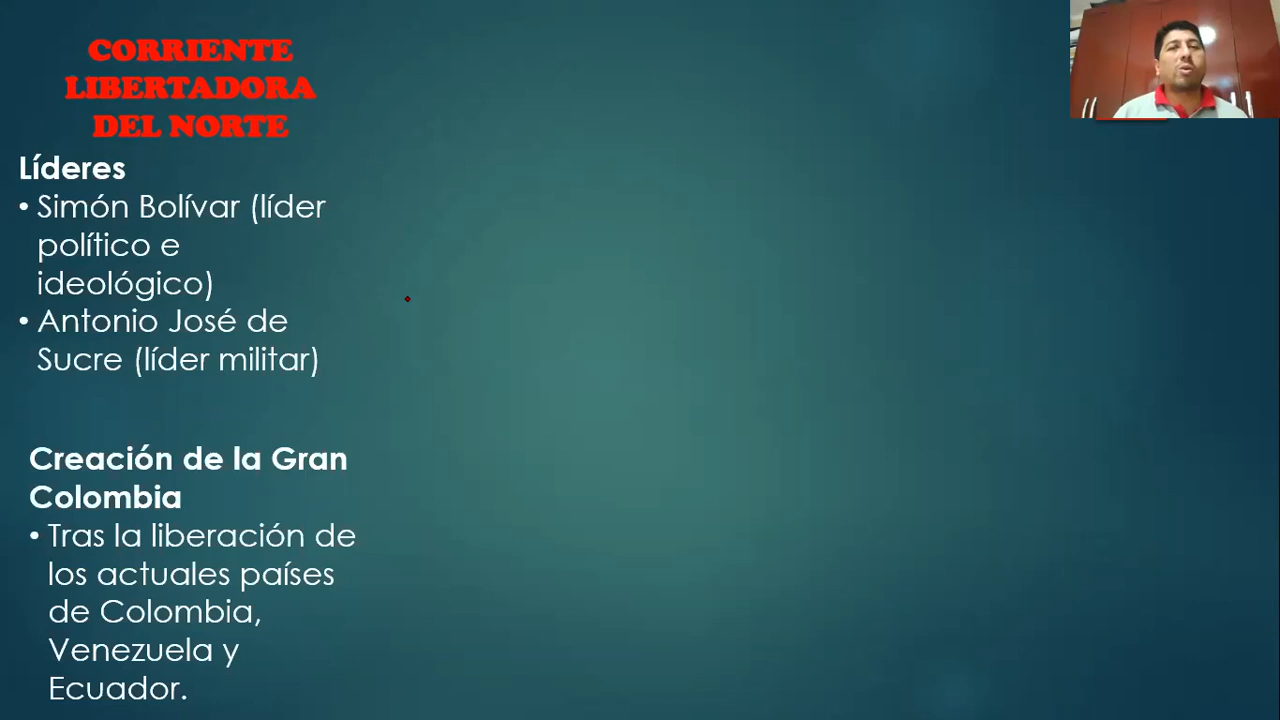 CORRIENTE
LIBERTADORA
DEL NORTE
Líderes
• Simón Bolívar (líder
político e
ideológico)
• Antonio José de
Sucre (líder militar)
Creación de la Gran
Colombia
• Tras la liberación de
los actuales países
de Colombia,
Venezuela y
Ecuador.